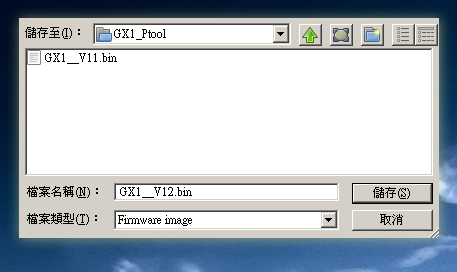 儲存至(I)： GX1_Ptool
GX1__V11.bin
檔案名稱(N)： GX1__V12.bin 儲存(S)
檔案類型(T)： Firmware image 取消